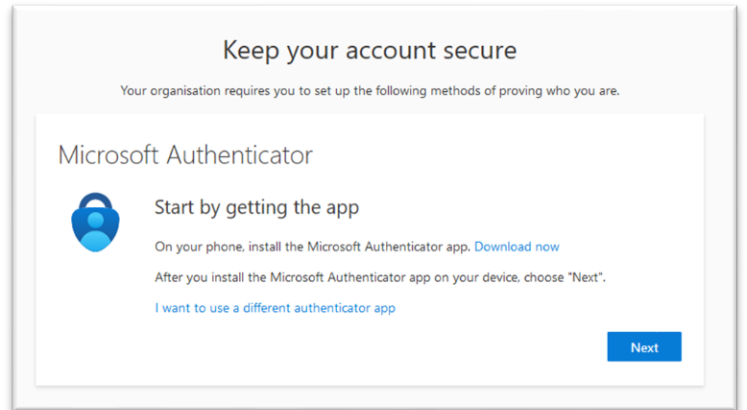 Keep your account secure
Your organisation requires you to set up the following methods of proving who you are.
Microsoft Authenticator
Start by getting the app
On your phone, install the Microsoft Authenticator app. Download now
After you install the Microsoft Authenticator app on your device, choose "Next".
I want to use a different authenticator app
Next